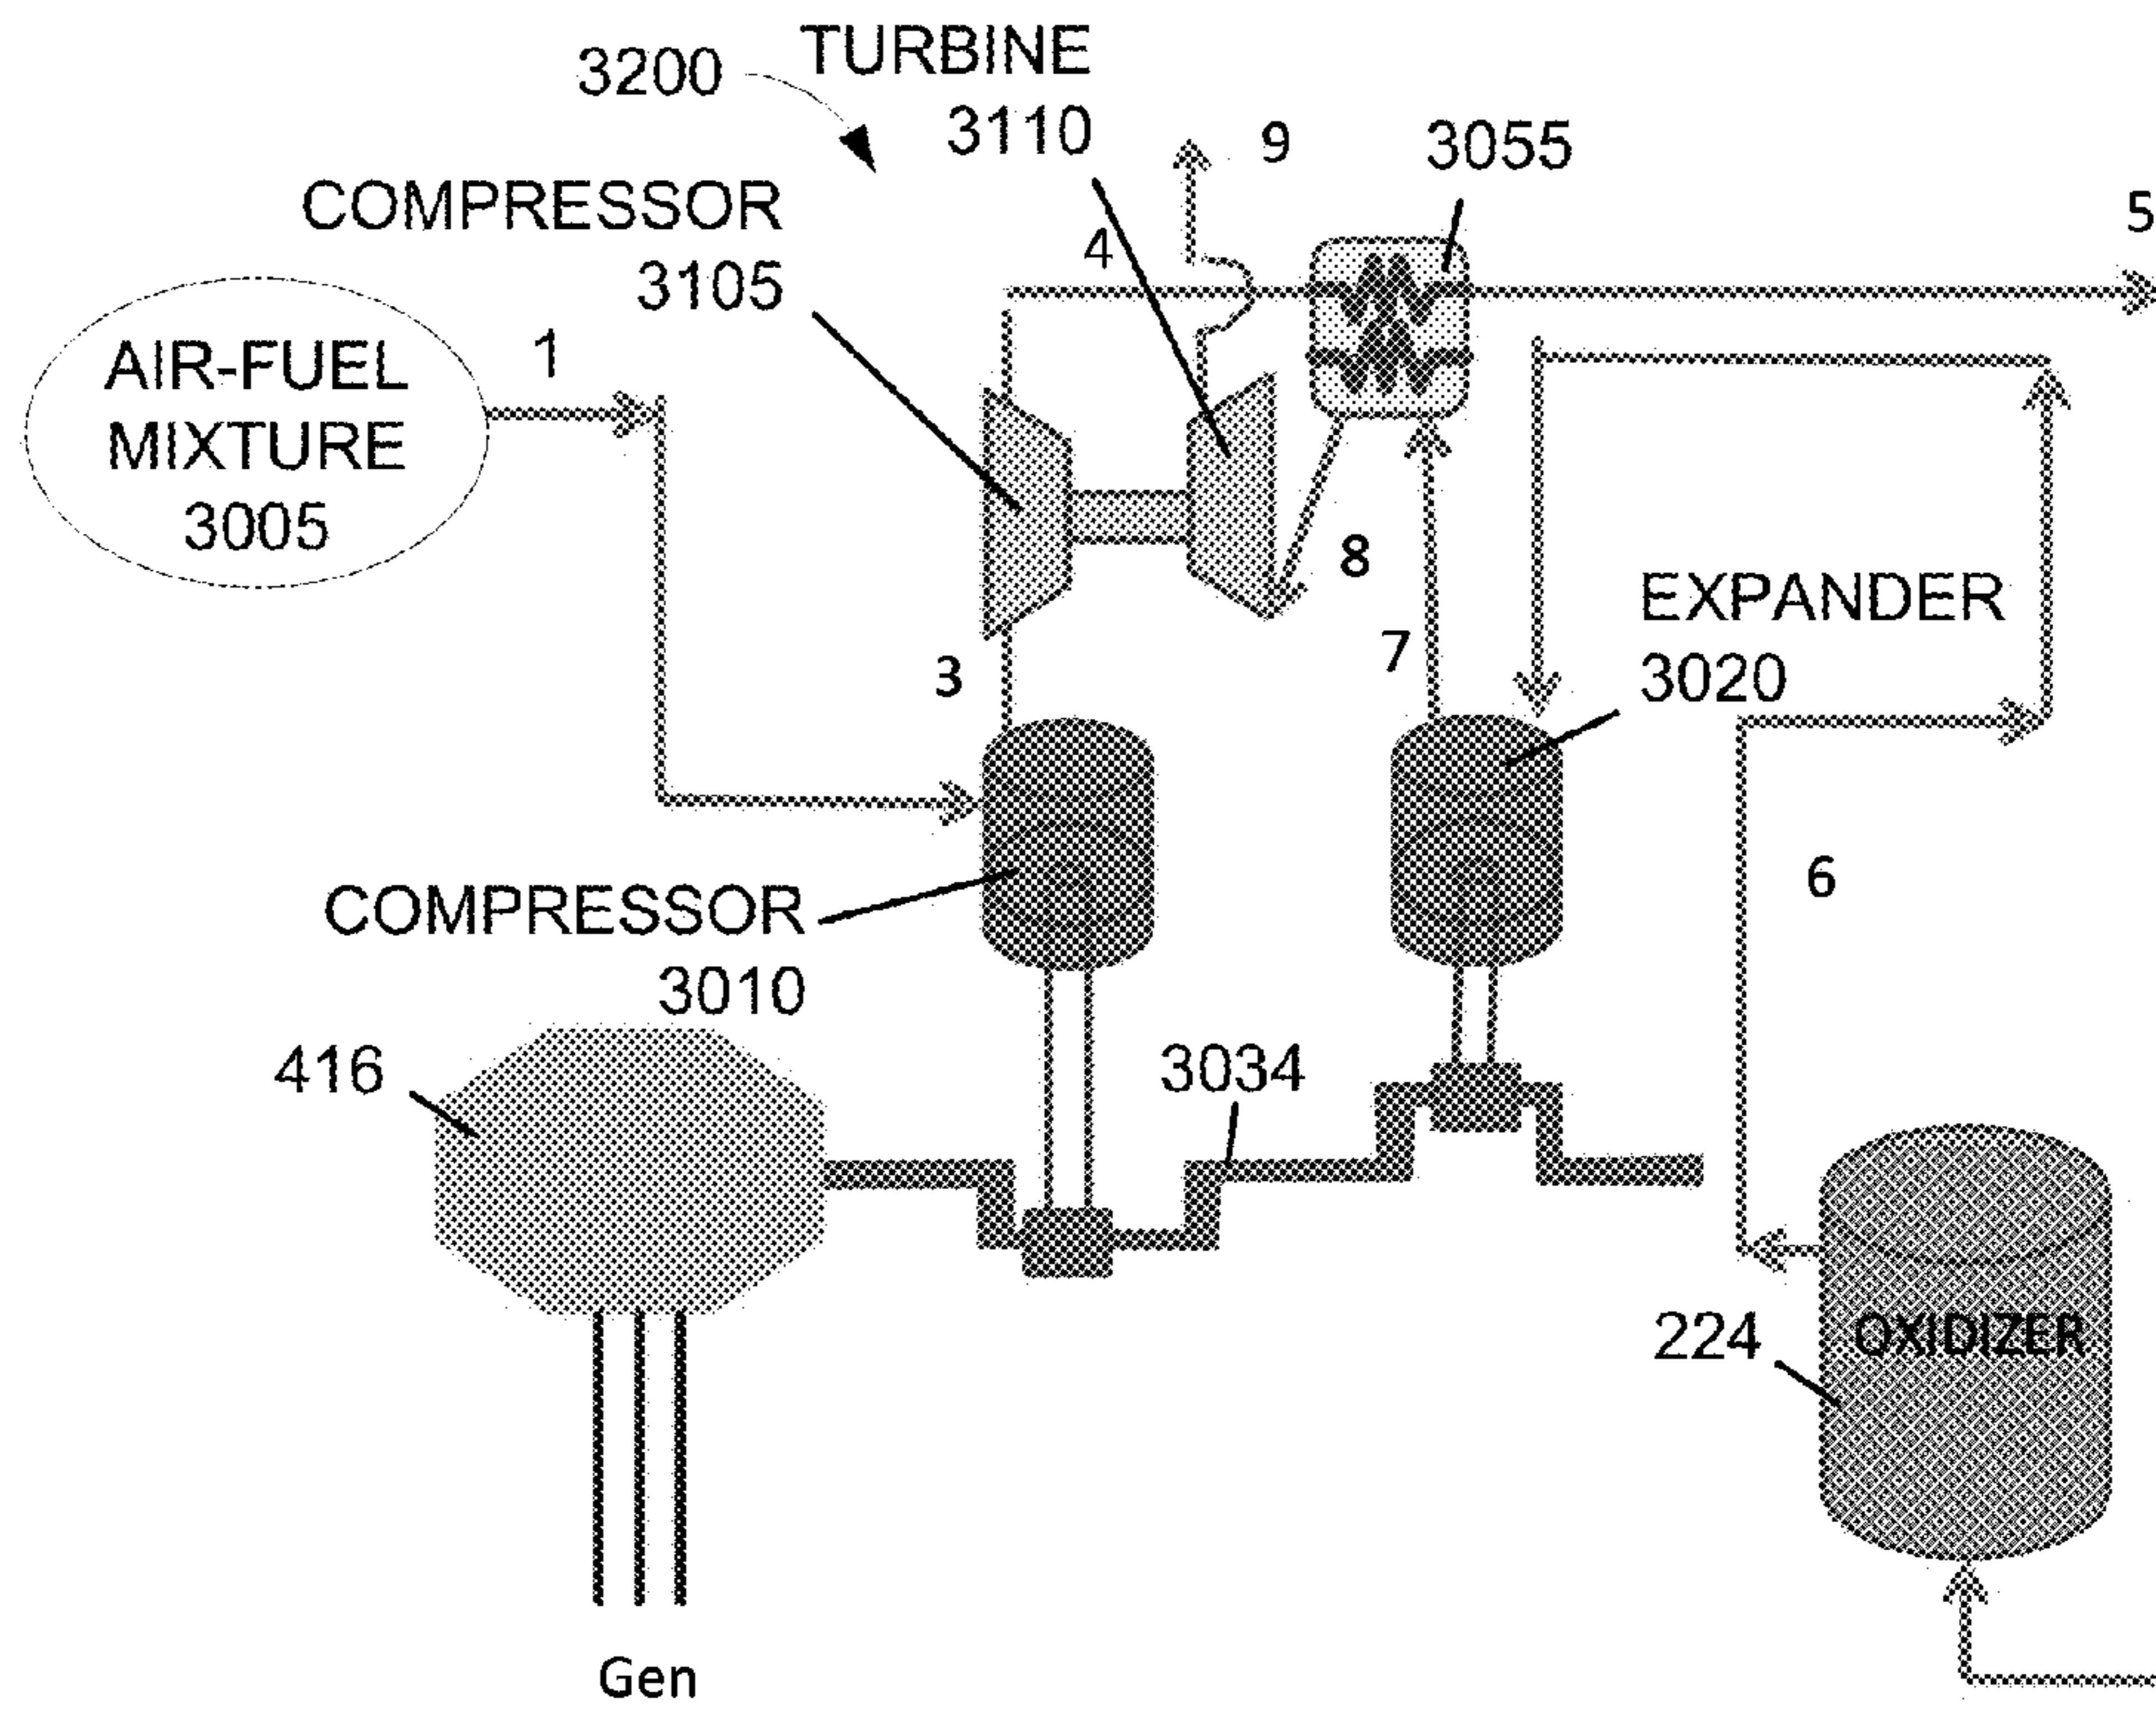 3200
TURBINE
3110
9
3055
COMPRESSOR
3105
4
5
AIR-FUEL
MIXTURE
3005
1
3
8
7
EXPANDER
3020
COMPRESSOR
3010
6
416
3034
224
OXIDIZER
Gen